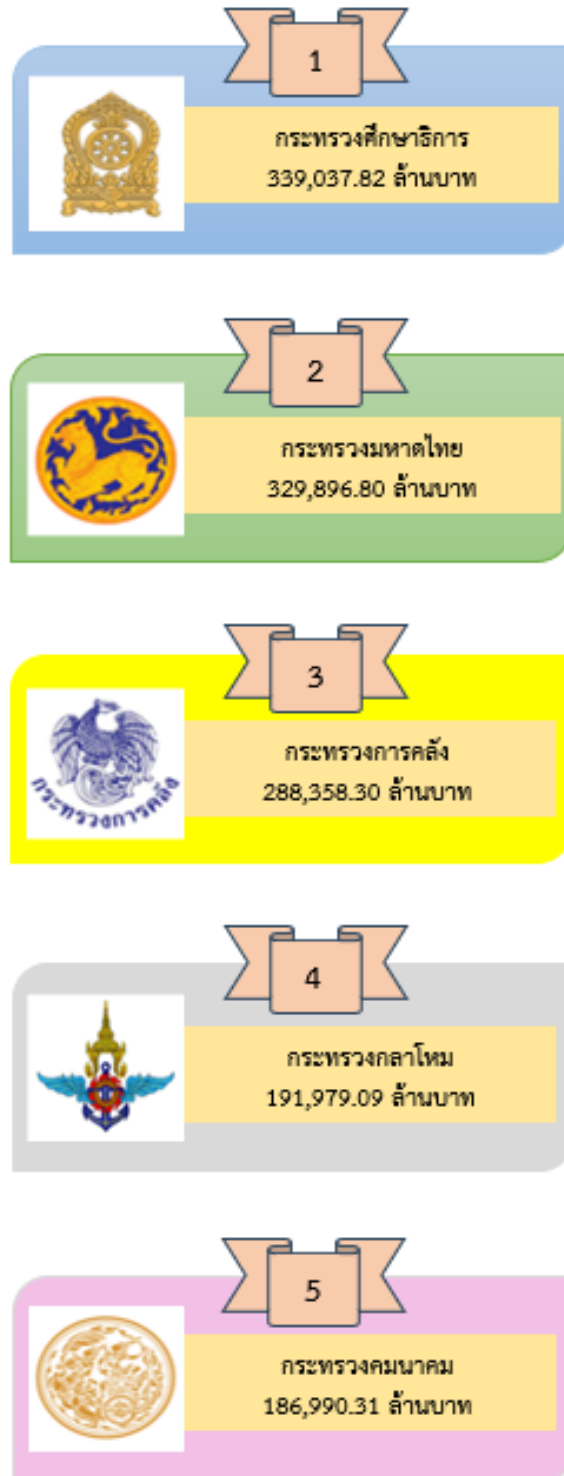 1
กระทรวงศึกษาธิการ
339,037.82 ล้านบาท
2
กระทรวงมหาดไทย
329,896.80 ล้านบาท
3
กระทรวงการคลัง
กระทรวงการคลัง
288,358.30 ล้านบาท
4
กระทรวงกลาโหม
191,979.09 ล้านบาท
5
กระทรวงคมนาคม
186,990.31 ล้านบาท